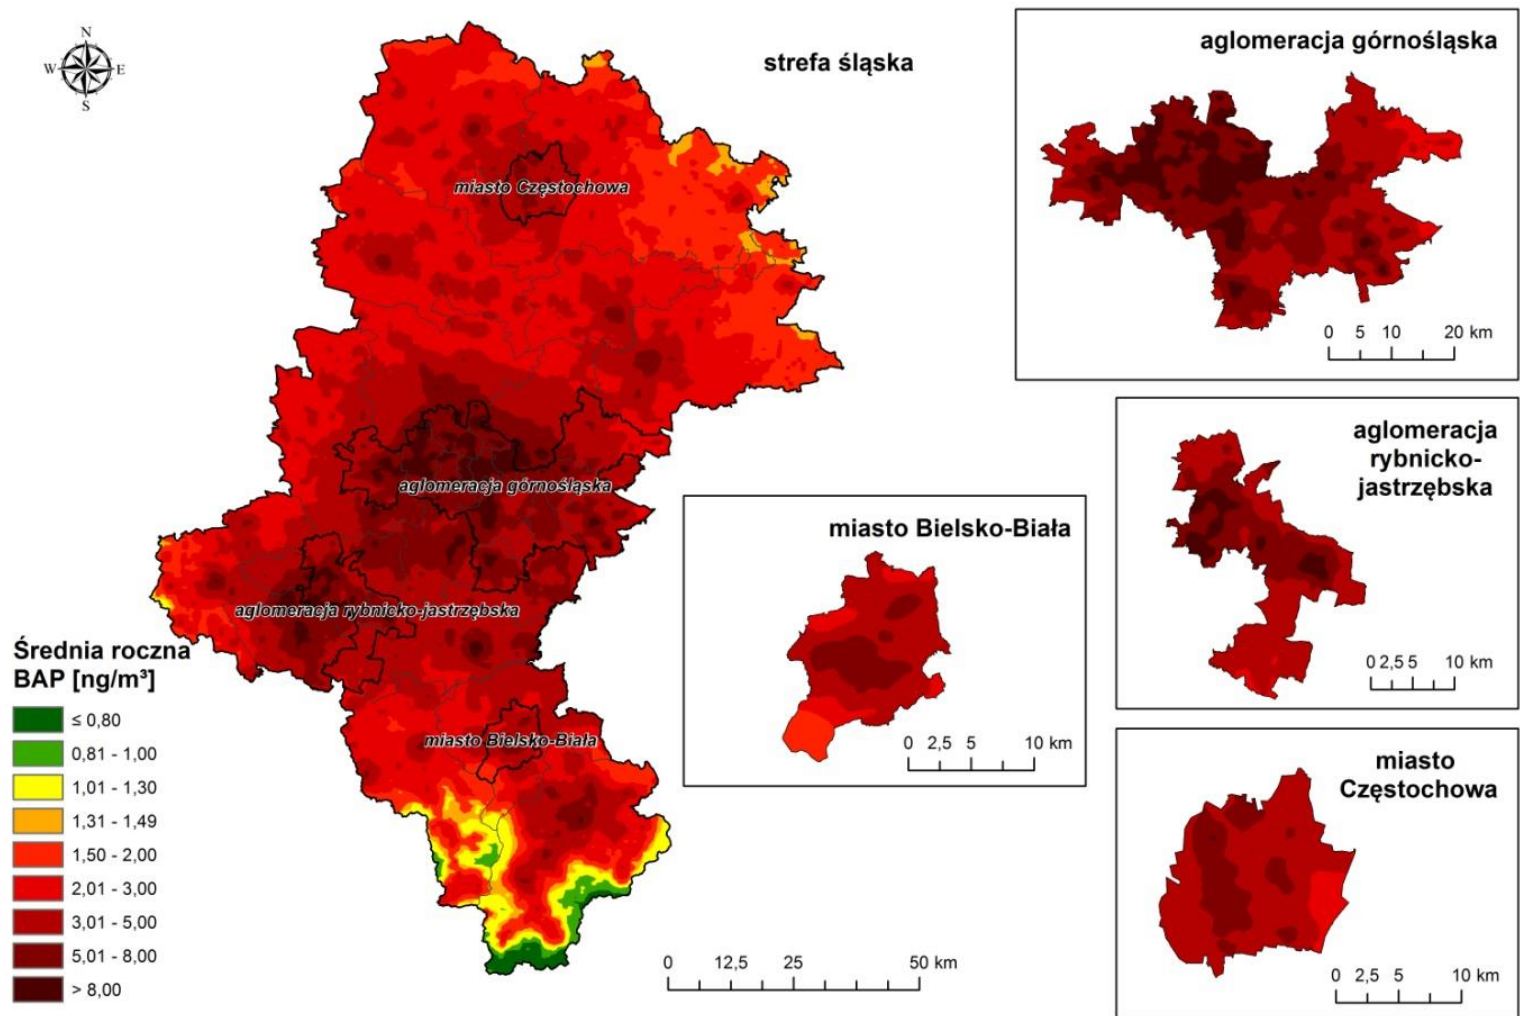 N
W
E
S
strefa śląska
miasto Częstochowa
aglomeracja górnośląska
aglomeracja rybnicko-jastrzębska
miasto Bielsko-Biała
Średnia roczna
BAP [ng/m³]
≤ 0,80
0,81 - 1,00
1,01 - 1,30
1,31 - 1,49
1,50 - 2,00
2,01 - 3,00
3,01 - 5,00
5,01 - 8,00
> 8,00
0 12,5 25 50 km
aglomeracja górnośląska
0 5 10 20 km
aglomeracja
rybnicko-
jastrzębska
0 2,5 5 10 km
miasto Bielsko-Biała
0 2,5 5 10 km
miasto
Częstochowa
0 2,5 5 10 km